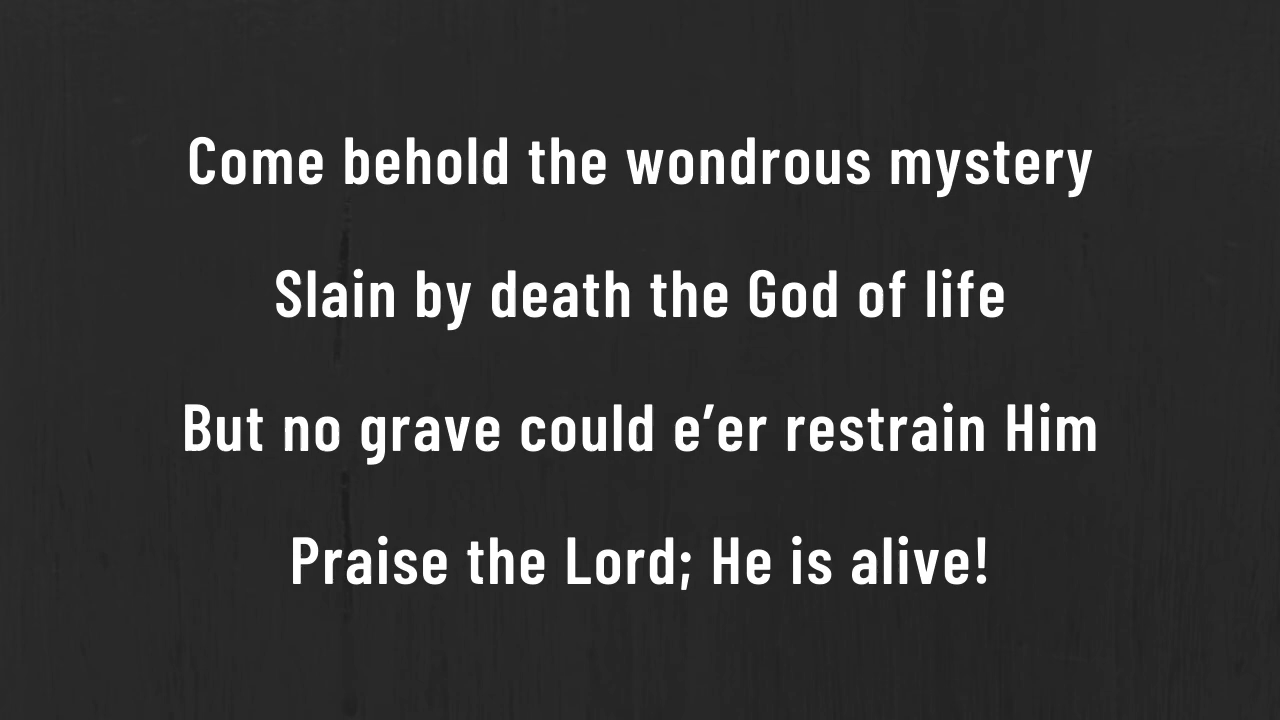 Come behold the wondrous mystery
Slain by death the God of life
But no grave could e’er restrain Him
Praise the Lord; He is alive!